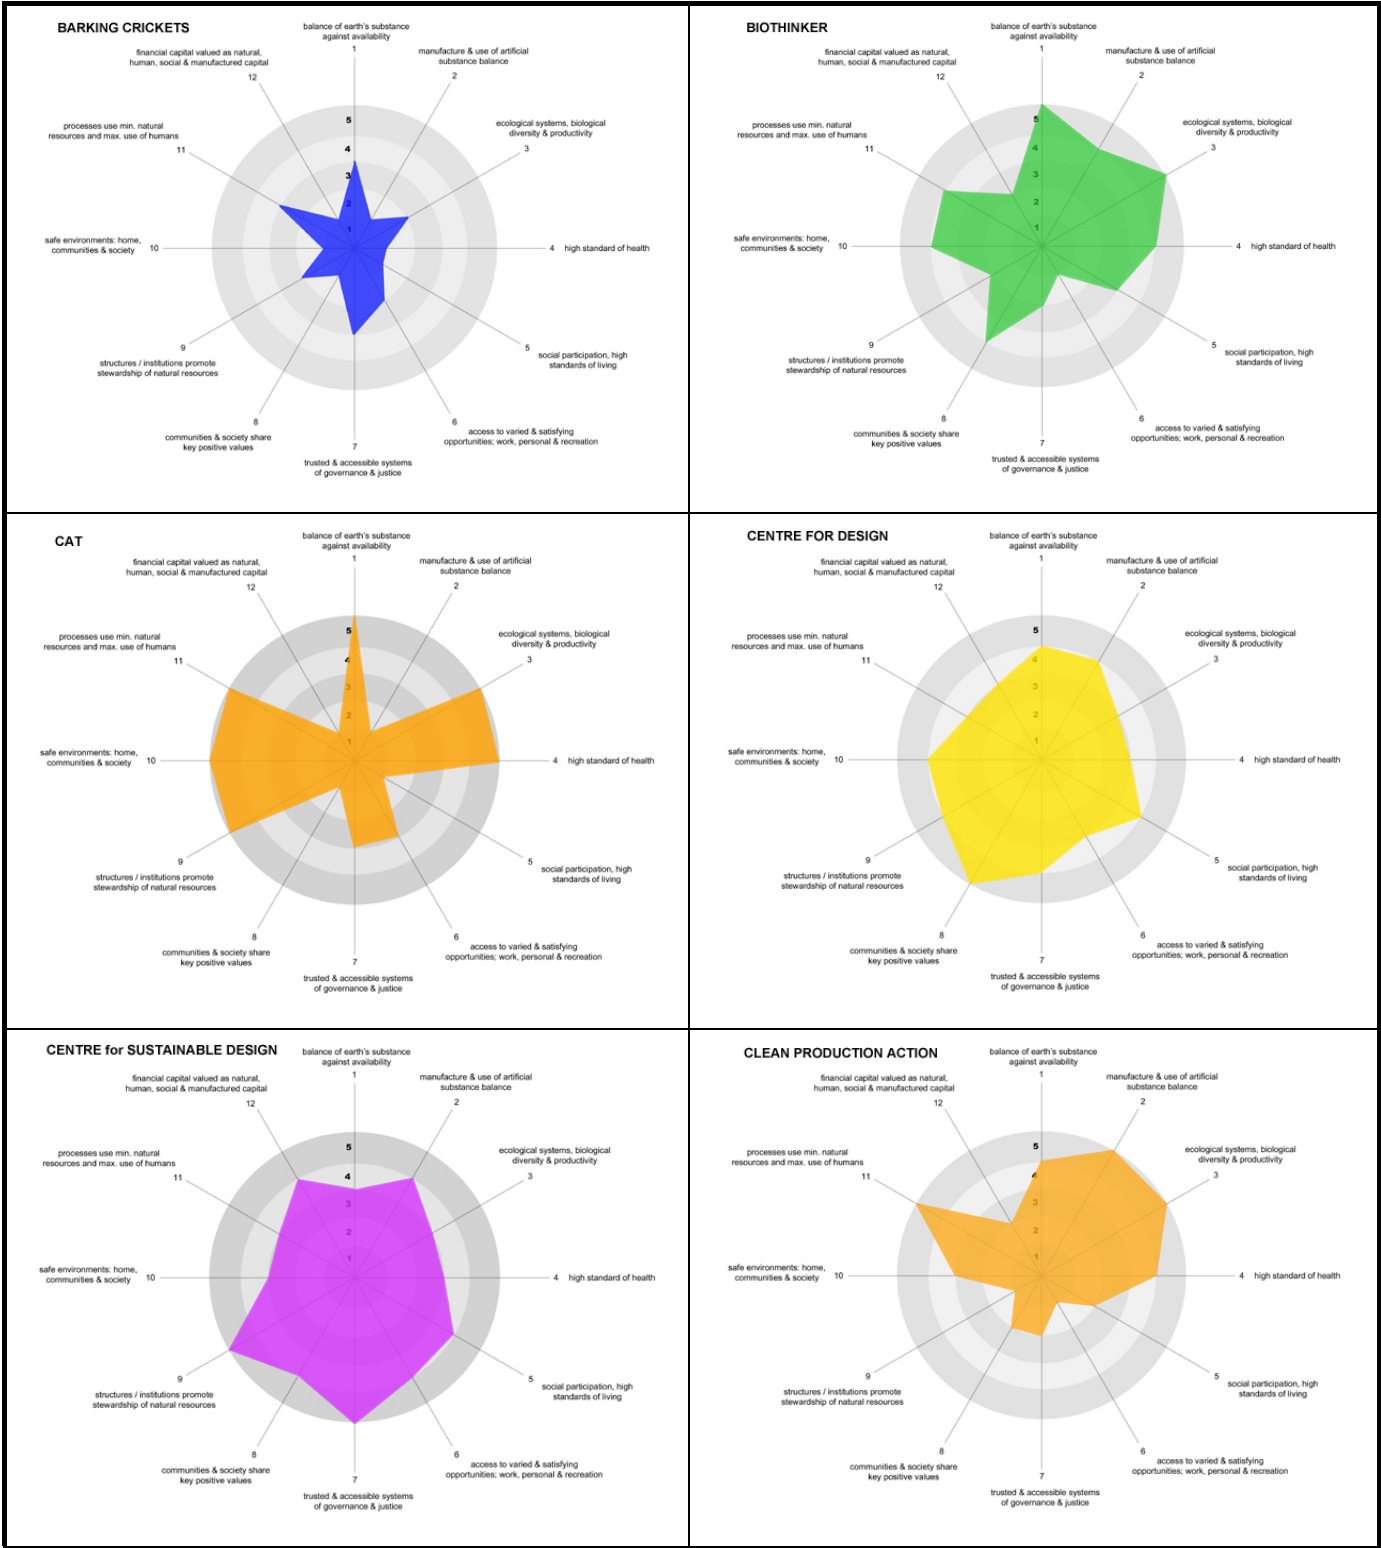 BARKING CRICKETS
balance of earth's substance
against availability
1
manufacture & use of artificial
substance balance
2
ecological systems, biological
diversity & productivity
3
4 high standard of health
5
social participation, high
standards of living
6
access to varied & satisfying
opportunities; work, personal & recreation
7
trusted & accessible systems
of governance & justice
8
communities & society share
key positive values
9
structures / institutions promote
stewardship of natural resources
safe environments: home,
communities & society
10
processes use min. natural
resources and max. use of humans
11
financial capital valued as natural,
human, social & manufactured capital
12
5
4
3
2
1
BIOTHINKER
balance of earth's substance
against availability
1
manufacture & use of artificial
substance balance
2
ecological systems, biological
diversity & productivity
3
4 high standard of health
5
social participation, high
standards of living
6
access to varied & satisfying
opportunities; work, personal & recreation
7
trusted & accessible systems
of governance & justice
8
communities & society share
key positive values
9
structures / institutions promote
stewardship of natural resources
safe environments: home,
communities & society
10
processes use min. natural
resources and max. use of humans
11
financial capital valued as natural,
human, social & manufactured capital
12
5
4
3
2
1
CAT
balance of earth's substance
against availability
1
manufacture & use of artificial
substance balance
2
ecological systems, biological
diversity & productivity
3
4 high standard of health
5
social participation, high
standards of living
6
access to varied & satisfying
opportunities; work, personal & recreation
7
trusted & accessible systems
of governance & justice
8
communities & society share
key positive values
9
structures / institutions promote
stewardship of natural resources
safe environments: home,
communities & society
10
processes use min. natural
resources and max. use of humans
11
financial capital valued as natural,
human, social & manufactured capital
12
5
4
3
2
1
CENTRE FOR DESIGN
balance of earth's substance
against availability
1
manufacture & use of artificial
substance balance
2
ecological systems, biological
diversity & productivity
3
4 high standard of health
5
social participation, high
standards of living
6
access to varied & satisfying
opportunities; work, personal & recreation
7
trusted & accessible systems
of governance & justice
8
communities & society share
key positive values
9
structures / institutions promote
stewardship of natural resources
safe environments: home,
communities & society
10
processes use min. natural
resources and max. use of humans
11
financial capital valued as natural,
human, social & manufactured capital
12
5
4
3
2
1
CENTRE for SUSTAINABLE DESIGN
balance of earth's substance
against availability
1
manufacture & use of artificial
substance balance
2
ecological systems, biological
diversity & productivity
3
4 high standard of health
5
social participation, high
standards of living
6
access to varied & satisfying
opportunities; work, personal & recreation
7
trusted & accessible systems
of governance & justice
8
communities & society share
key positive values
9
structures / institutions promote
stewardship of natural resources
safe environments: home,
communities & society
10
processes use min. natural
resources and max. use of humans
11
financial capital valued as natural,
human, social & manufactured capital
12
5
4
3
2
1
CLEAN PRODUCTION ACTION
balance of earth's substance
against availability
1
manufacture & use of artificial
substance balance
2
ecological systems, biological
diversity & productivity
3
4 high standard of health
5
social participation, high
standards of living
6
access to varied & satisfying
opportunities; work, personal & recreation
7
trusted & accessible systems
of governance & justice
8
communities & society share
key positive values
9
structures / institutions promote
stewardship of natural resources
safe environments: home,
communities & society
10
processes use min. natural
resources and max. use of humans
11
financial capital valued as natural,
human, social & manufactured capital
12
5
4
3
2
1